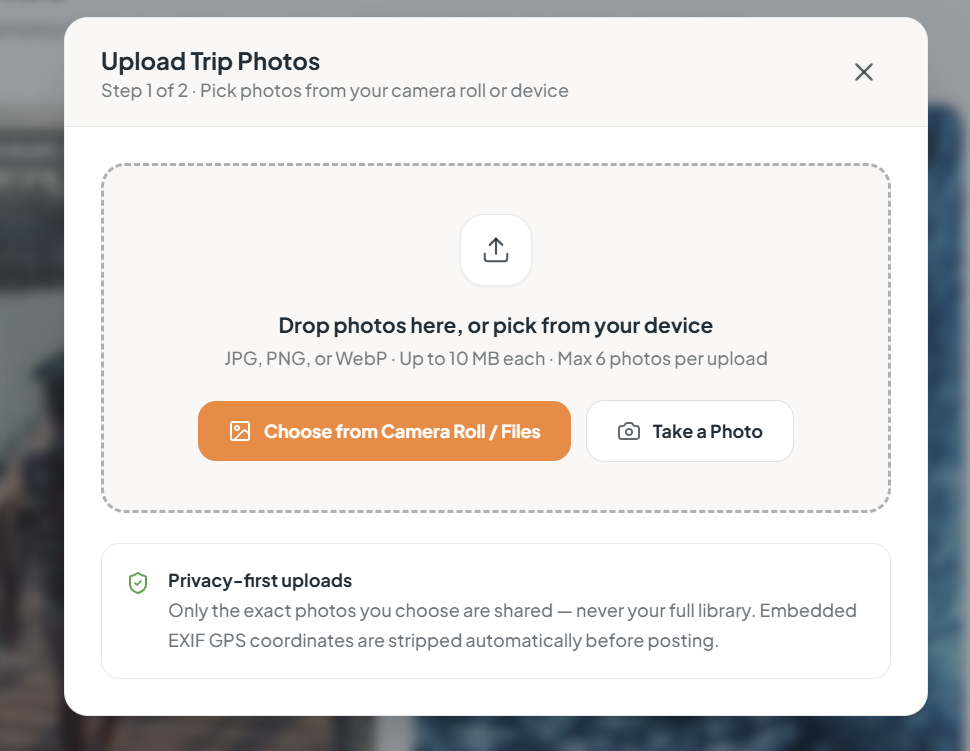 Upload Trip Photos
Step 1 of 2 · Pick photos from your camera roll or device
Drop photos here, or pick from your device
JPG, PNG, or WebP · Up to 10 MB each · Max 6 photos per upload
Choose from Camera Roll / Files
Take a Photo
Privacy-first uploads
Only the exact photos you choose are shared — never your full library. Embedded
EXIF GPS coordinates are stripped automatically before posting.